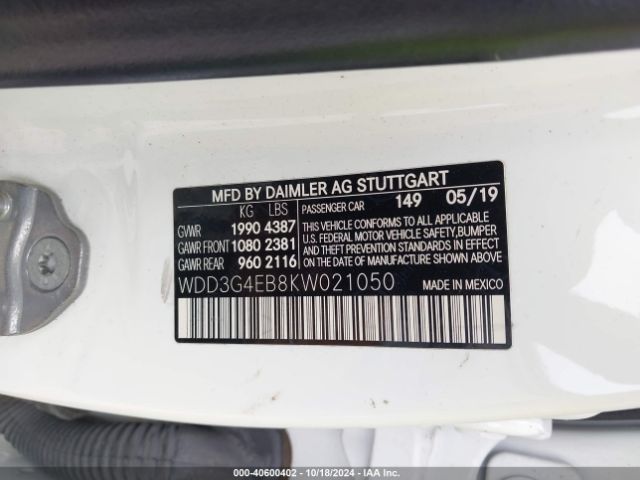 MFD BY DAIMLER AG STUTTGART
KG LBS PASSENGER CAR 149 05/19
GVWR 1990 4387
GAWR FRONT 1080 2381
GAWR REAR 960 2116
THIS VEHICLE CONFORMS TO ALL APPLICABLE
U.S. FEDERAL MOTOR VEHICLE SAFETY, BUMPER
AND THEFT PREVENTION STANDARDS IN EFFECT
ON THE DATE OF MANUFACTURE SHOWN ABOVE.
WDD3G4EB8KW021050 MADE IN MEXICO
000-40600402 | 10/18/2024 | IAA Inc.